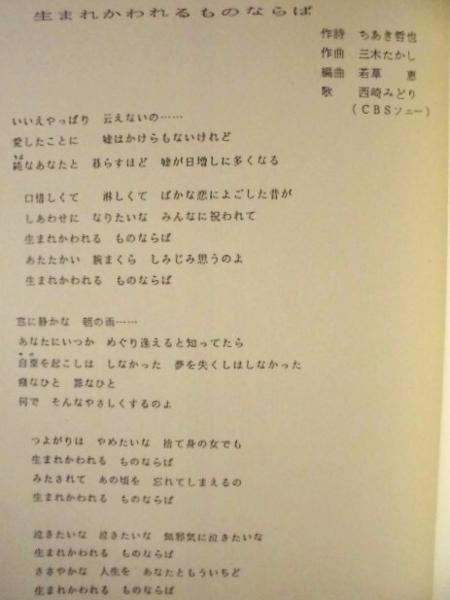 生まれかわれるものならば
作詩　ちあき哲也
作曲　三木たかし
編曲　若草　恵
歌　西崎みどり
（CBSソニー）
いいえやっぱり　云えないの……
愛したことに　嘘はかけらもないけれど
なあなたと　暮らすほど　嘘が日増しに多くなる
口惜しくて　淋しくて　ばかな恋によごした昔が
しあわせに　なりたいな　みんなに祝われて
生まれかわれる　ものならば
あたたかい　腕まくら　しみじみ思うのよ
生まれかわれる　ものならば
窓に静かな　朝の雨……
あなたにいつか　めぐり逢えると知ってたら
自棄を起こしは　しなかった　夢を失くしはしなかった
なひと　罪なひと
何で　そんなやさしくするのよ
つよがりは　やめたいな　捨て身の女でも
生まれかわれる　ものならば
みたされて　あの頃を　忘れてしまえるの
生まれかわれる　ものならば
泣きたいな　泣きたいな　無邪気に泣きたいな
生まれかわれる　ものならば
ささやかな　人生を　あなたともういちど
生まれかわれる　ものならば